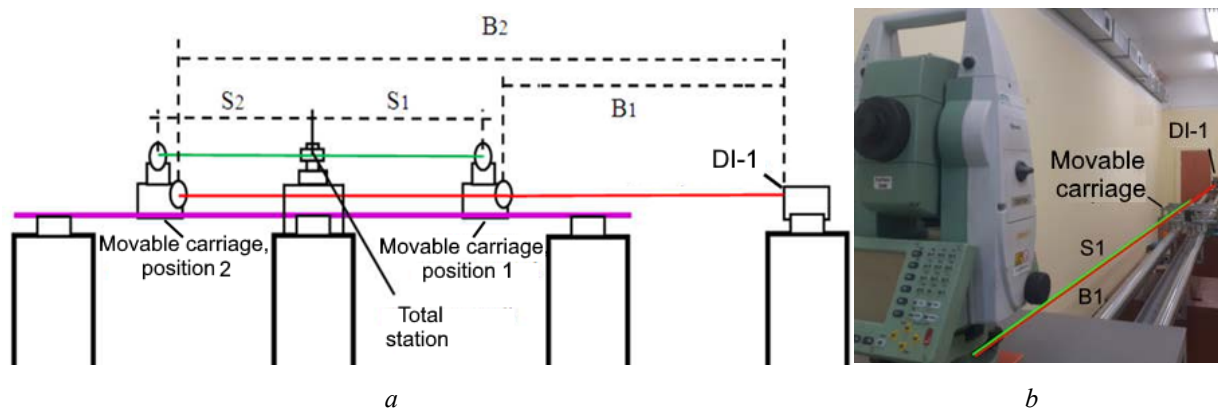 B2
S2
S1
B1
DI-1
Movable carriage,
position 2
Movable carriage,
position 1
Total
station
a
DI-1
Movable
carriage
S1
B1
b